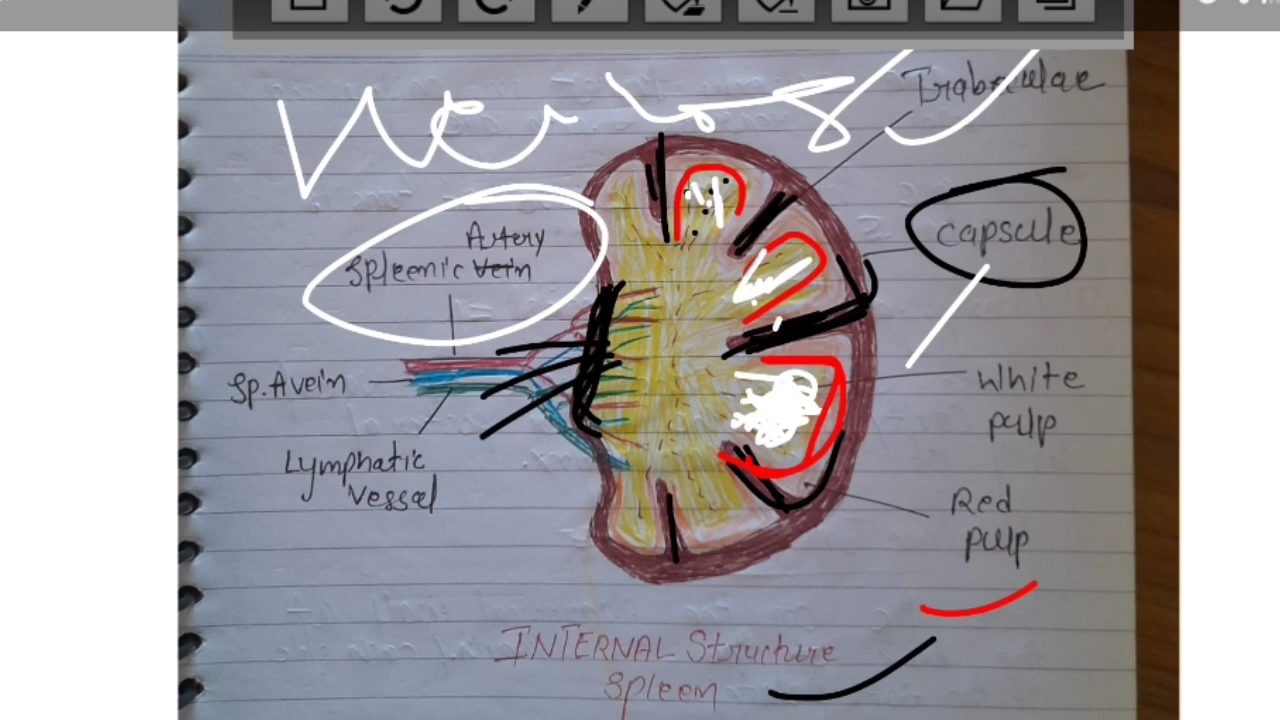 Trabeculae
capsule
Artery
Spleenic Vein
Sp. A vein
White
pulp
Lymphatic
Vessel
Red
pulp
INTERNAL Structure
Spleen